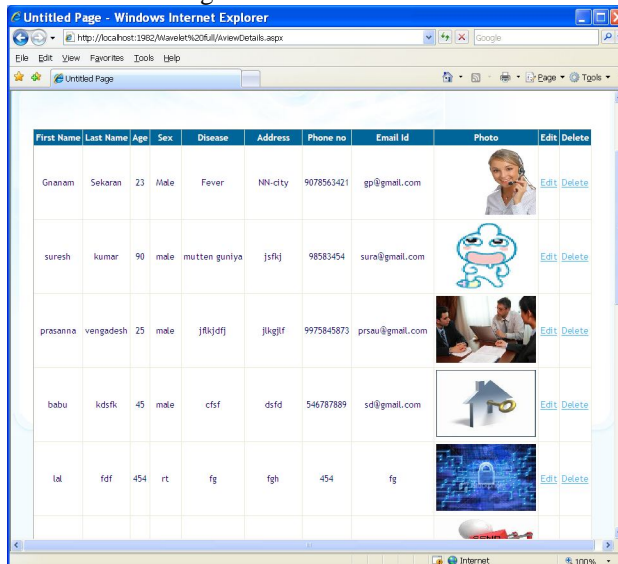 Untitled Page - Windows Internet Explorer
http://localhost:1982/Wavelet%20full/AviewDetails.aspx
Google
File Edit View Favorites Tools Help
Untitled Page
Page Tools
First Name Last Name Age Sex Disease Address Phone no Email Id Photo Edit Delete
Gnanam Sekaran 23 Male Fever NN-city 9078563421 gp@gmail.com Edit Delete
suresh kumar 90 male mutten guniya jsfkj 98583454 sura@gmail.com Edit Delete
prasanna vengadesh 25 male jflkjdfj jlkgjlf 9975845873 prsau@gmail.com Edit Delete
babu kdsfk 45 male cfsf dsfd 546787889 sd@gmail.com Edit Delete
lal fdf 454 rt fg fgh 454 fg Edit Delete
Internet 100%